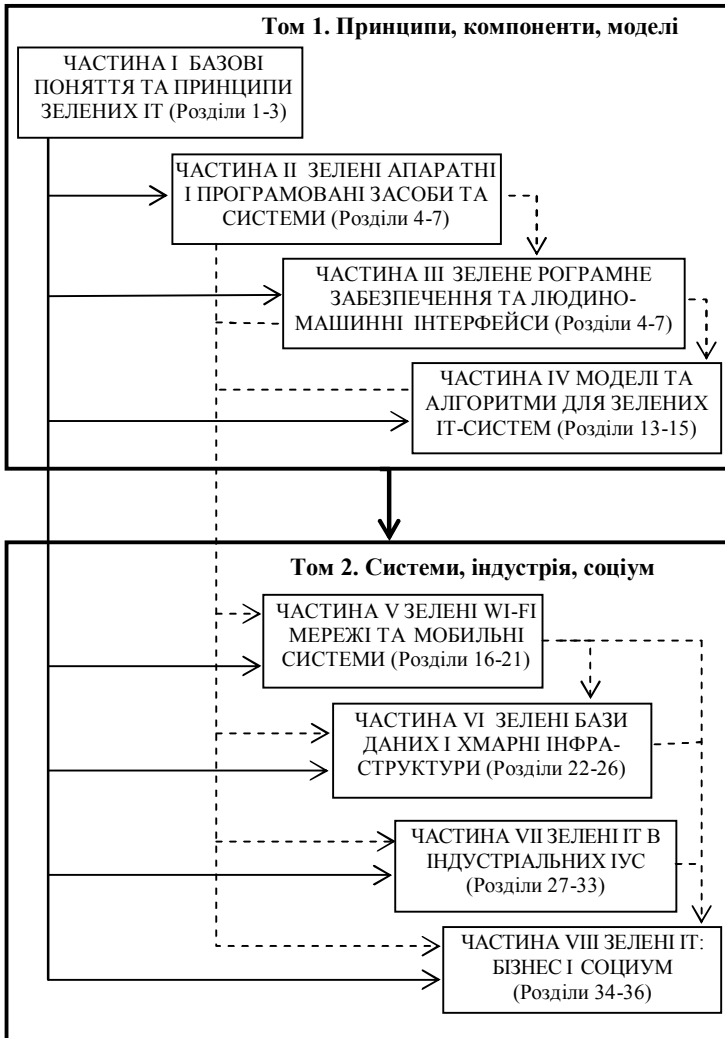 Том 1. Принципи, компоненти, моделі
ЧАСТИНА І БАЗОВІ
ПОНЯТТЯ ТА ПРИНЦИПИ
ЗЕЛЕНИХ ІТ (Розділи 1-3)
ЧАСТИНА ІІ ЗЕЛЕНІ АПАРАТНІ
І ПРОГРАМОВАНІ ЗАСОБИ ТА
СИСТЕМИ (Розділи 4-7)
ЧАСТИНА ІІІ ЗЕЛЕНЕ РОГРАМНЕ
ЗАБЕЗПЕЧЕННЯ ТА ЛЮДИНО-
МАШИННІ ІНТЕРФЕЙСИ (Розділи 4-7)
ЧАСТИНА IV МОДЕЛІ ТА
АЛГОРИТМИ ДЛЯ ЗЕЛЕНИХ
ІТ-СИСТЕМ (Розділи 13-15)
Том 2. Системи, індустрія, соціум
ЧАСТИНА V ЗЕЛЕНІ WI-FI
МЕРЕЖІ ТА МОБИЛЬНІ
СИСТЕМИ (Розділи 16-21)
ЧАСТИНА VI ЗЕЛЕНІ БАЗИ
ДАНИХ І ХМАРНІ ІНФРА-
СТРУКТУРИ (Розділи 22-26)
ЧАСТИНА VII ЗЕЛЕНІ ІТ В
ІНДУСТРІАЛЬНИХ ІУС
(Розділи 27-33)
ЧАСТИНА VIII ЗЕЛЕНІ ІТ:
БІЗНЕС І СОЦИУМ
(Розділи 34-36)